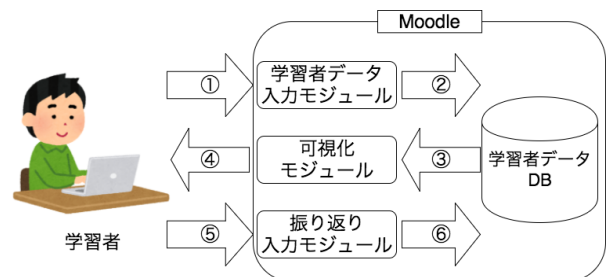 Moodle
①
学習者データ
入力モジュール
②
④
可視化
モジュール
③
学習者データ
DB
⑤
振り返り
入力モジュール
⑥
学習者